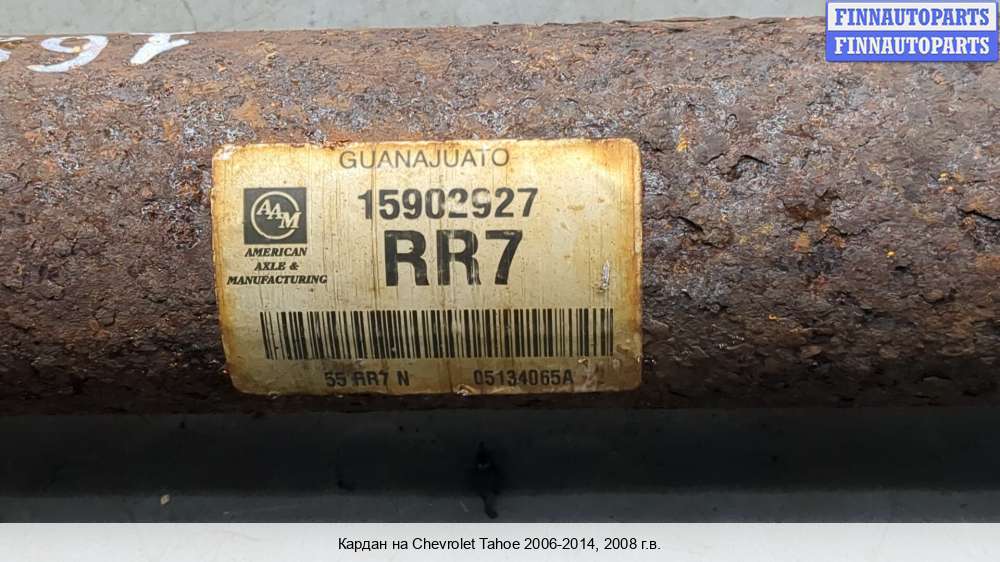 FINNAUTOPARTS
FINNAUTOPARTS
GUANAJUATO
15902927
AAM
RR7
AMERICAN
AXLE &
MANUFACTURING
55 RR7 N 05134065A
Кардан на Chevrolet Tahoe 2006-2014, 2008 г.в.